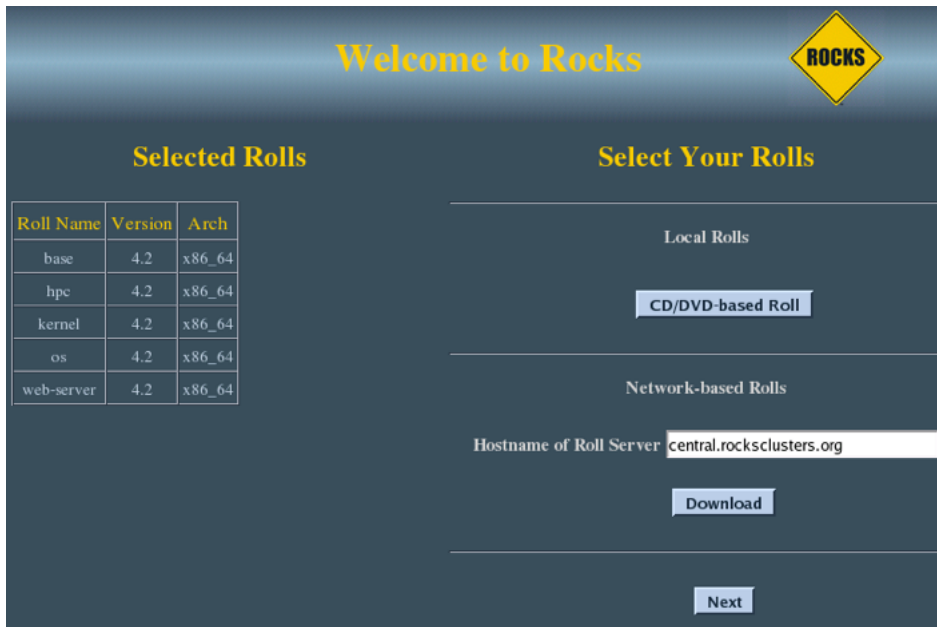 Welcome to Rocks
ROCKS
Selected Rolls
Roll Name Version Arch
base 4.2 x86_64
hpc 4.2 x86_64
kernel 4.2 x86_64
os 4.2 x86_64
web-server 4.2 x86_64
Select Your Rolls
Local Rolls
CD/DVD-based Roll
Network-based Rolls
Hostname of Roll Server central.rocksclusters.org
Download
Next